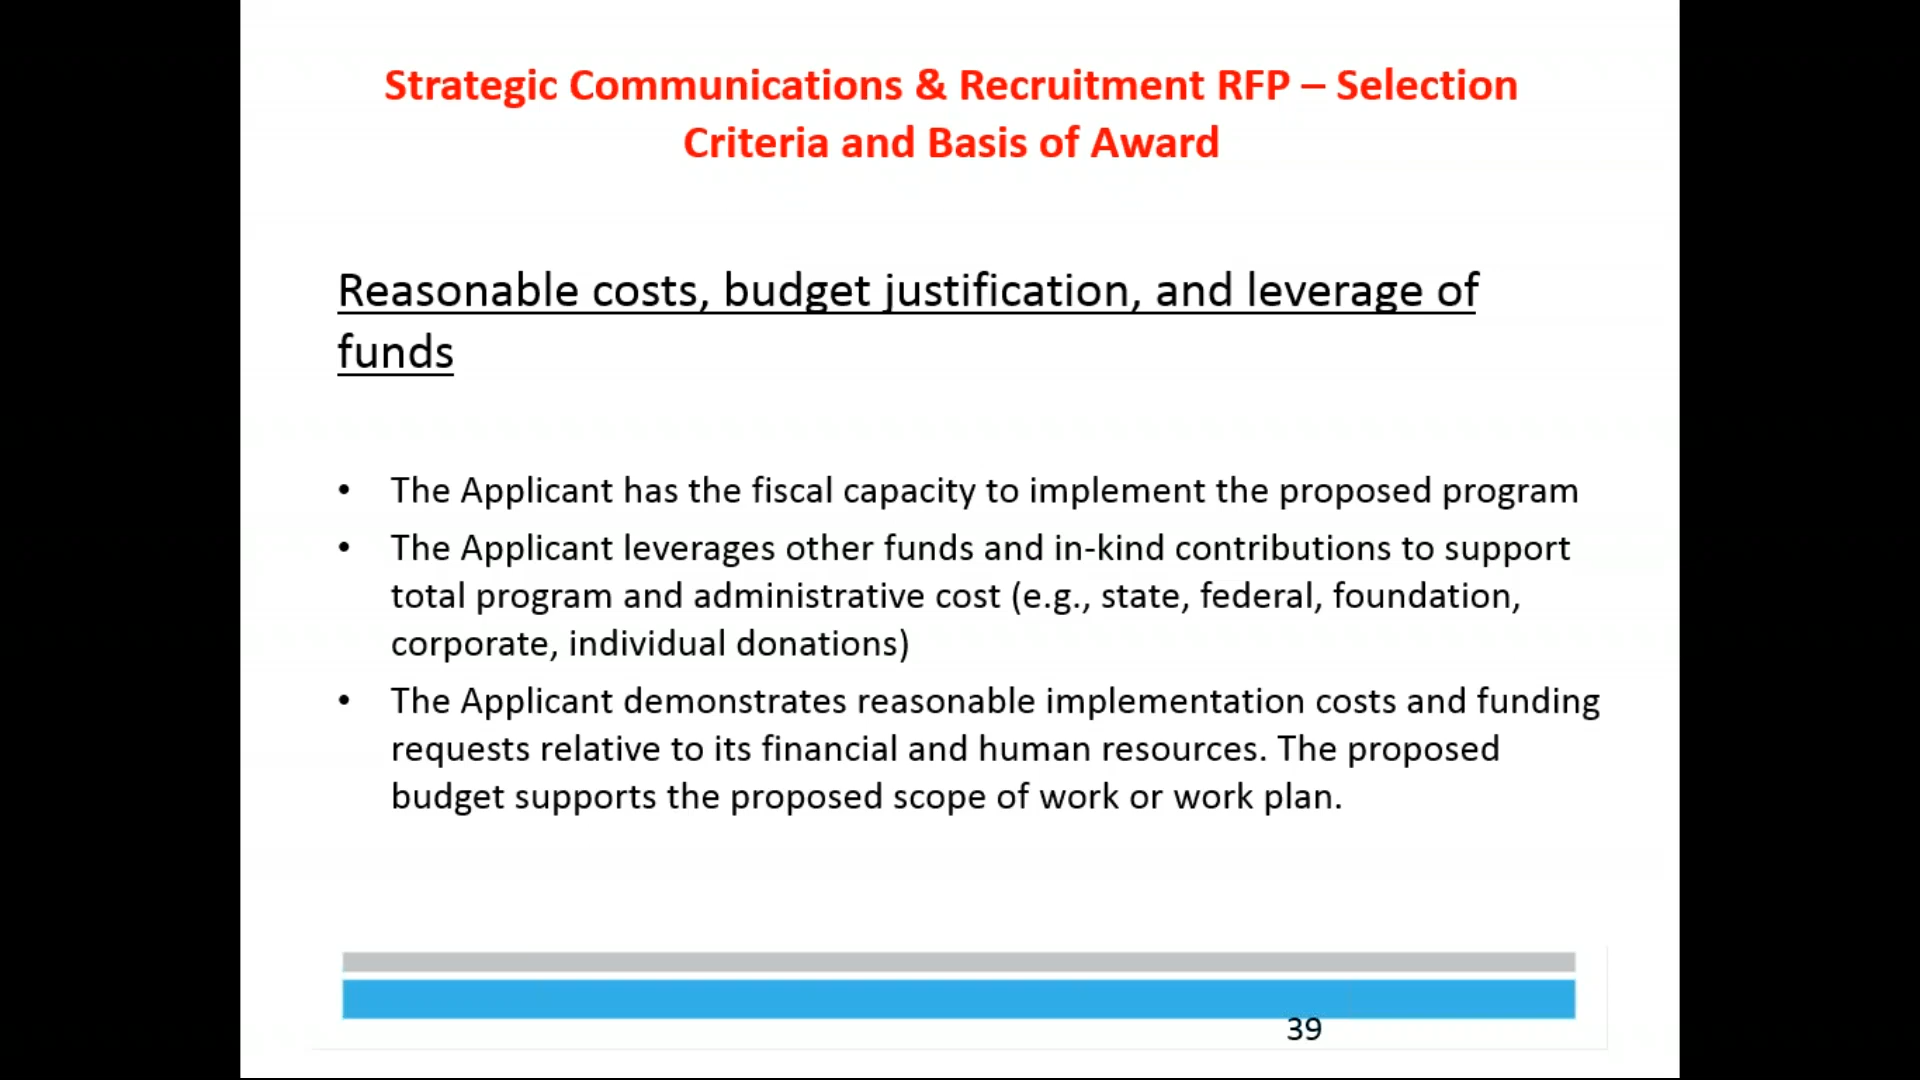 Strategic Communications & Recruitment RFP – Selection
Criteria and Basis of Award
Reasonable costs, budget justification, and leverage of
funds
• The Applicant has the fiscal capacity to implement the proposed program
• The Applicant leverages other funds and in-kind contributions to support
total program and administrative cost (e.g., state, federal, foundation,
corporate, individual donations)
• The Applicant demonstrates reasonable implementation costs and funding
requests relative to its financial and human resources. The proposed
budget supports the proposed scope of work or work plan.
39